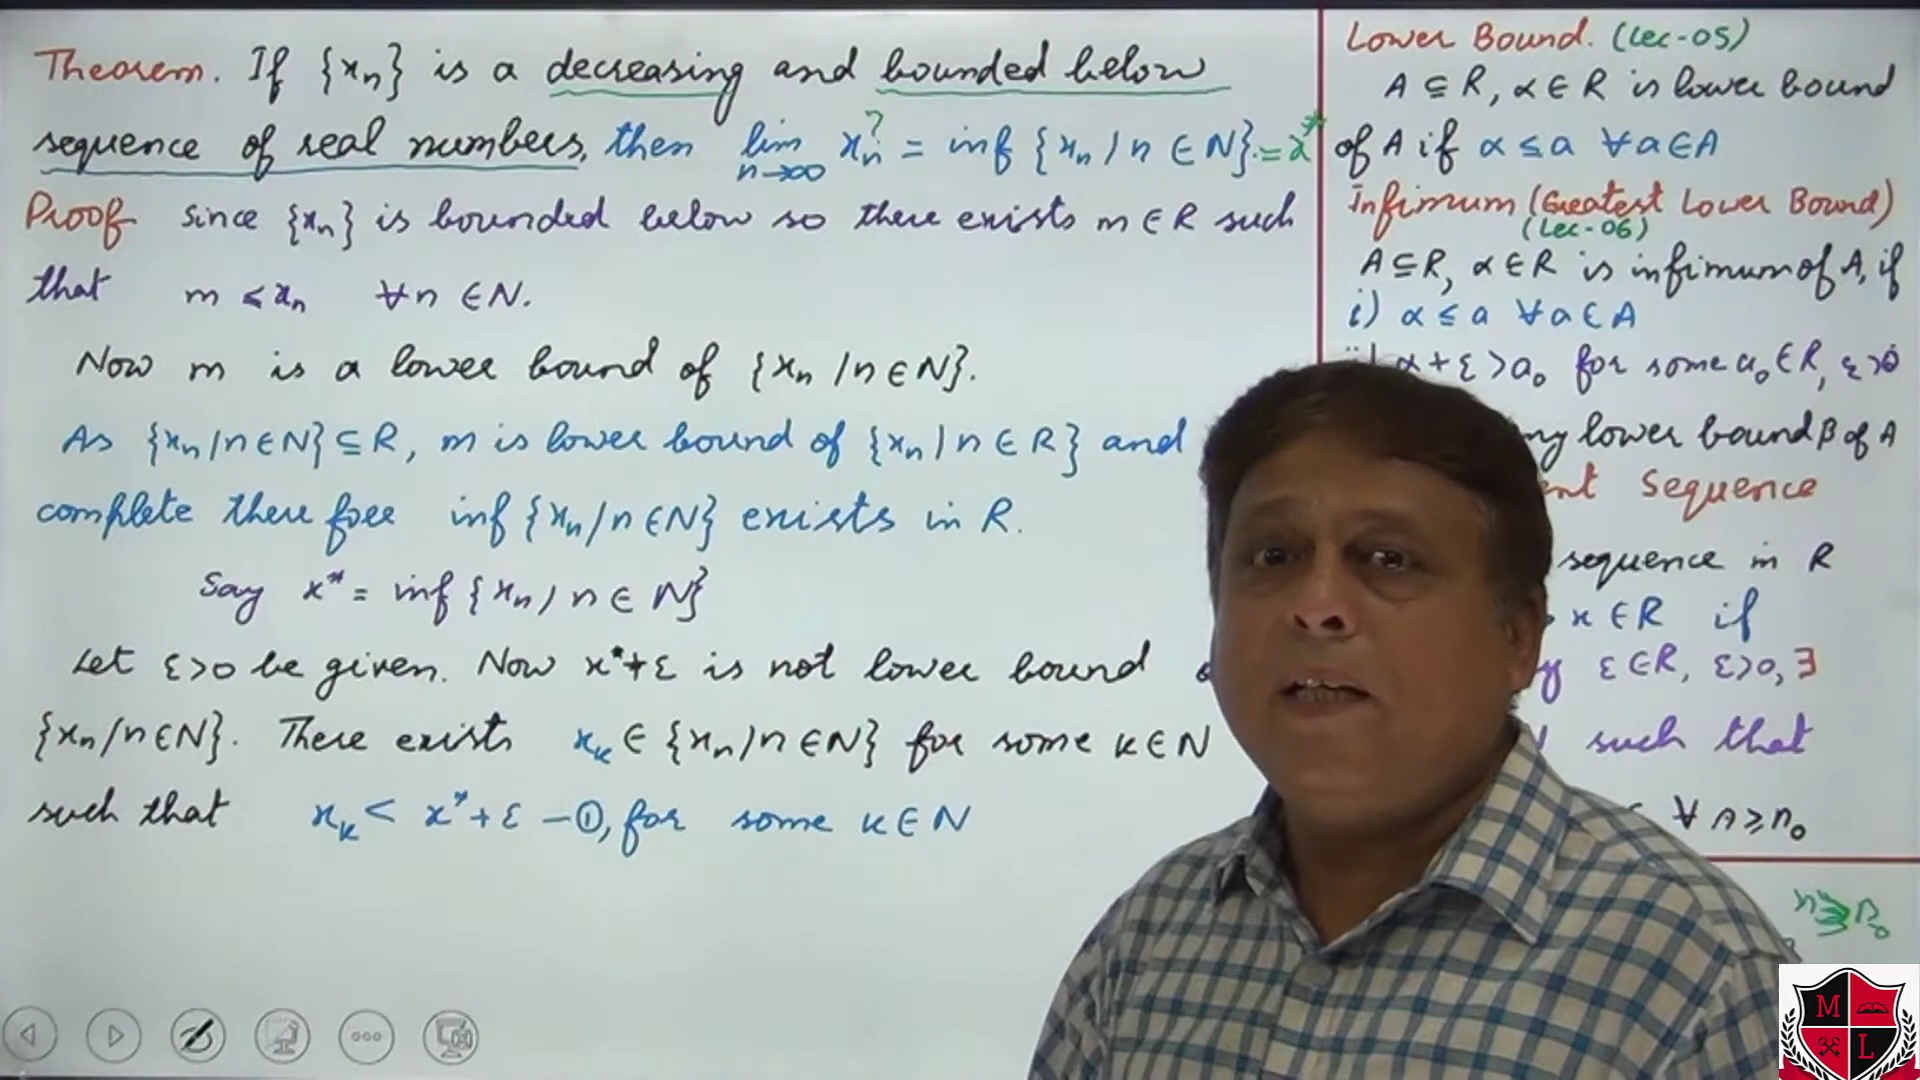 Theorem. If {xₙ} is a decreasing and bounded below
sequence of real numbers, then lim n→∞ xₙ ? = inf {xₙ / n ∈ N}. = x*
Proof Since {xₙ} is bounded below so there exists m ∈ R such
that m ≤ xₙ ∀n ∈ N.
Now m is a lower bound of {xₙ / n ∈ N}.
As {xₙ / n ∈ N} ⊆ R, m is lower bound of {xₙ / n ∈ R} and
complete therefore inf {xₙ / n ∈ N} exists in R.
Say x* = inf {xₙ / n ∈ N}
Let ε>0 be given. Now x*+ε is not lower bound
{xₙ / n ∈ N}. There exists xₖ ∈ {xₙ / n ∈ N} for some k ∈ N
such that xₖ < x*+ε –①, for some k ∈ N
Lower Bound. (Lec-05)
A ⊆ R, α ∈ R is lower bound
of A if α ≤ a ∀a ∈ A
Infimum (Greatest Lower Bound)
(Lec-06)
A ⊆ R, α ∈ R is infimum of A, if
i) α ≤ a ∀a ∈ A
α + ε > a₀ for some a₀ ∈ R, ε>0
lower bound β of A
Sequence
sequence in R
x ∈ R if
ε ∈ R, ε>0, ∃
such that
∀ n ≥ n₀
n ≥ n₀
M
L